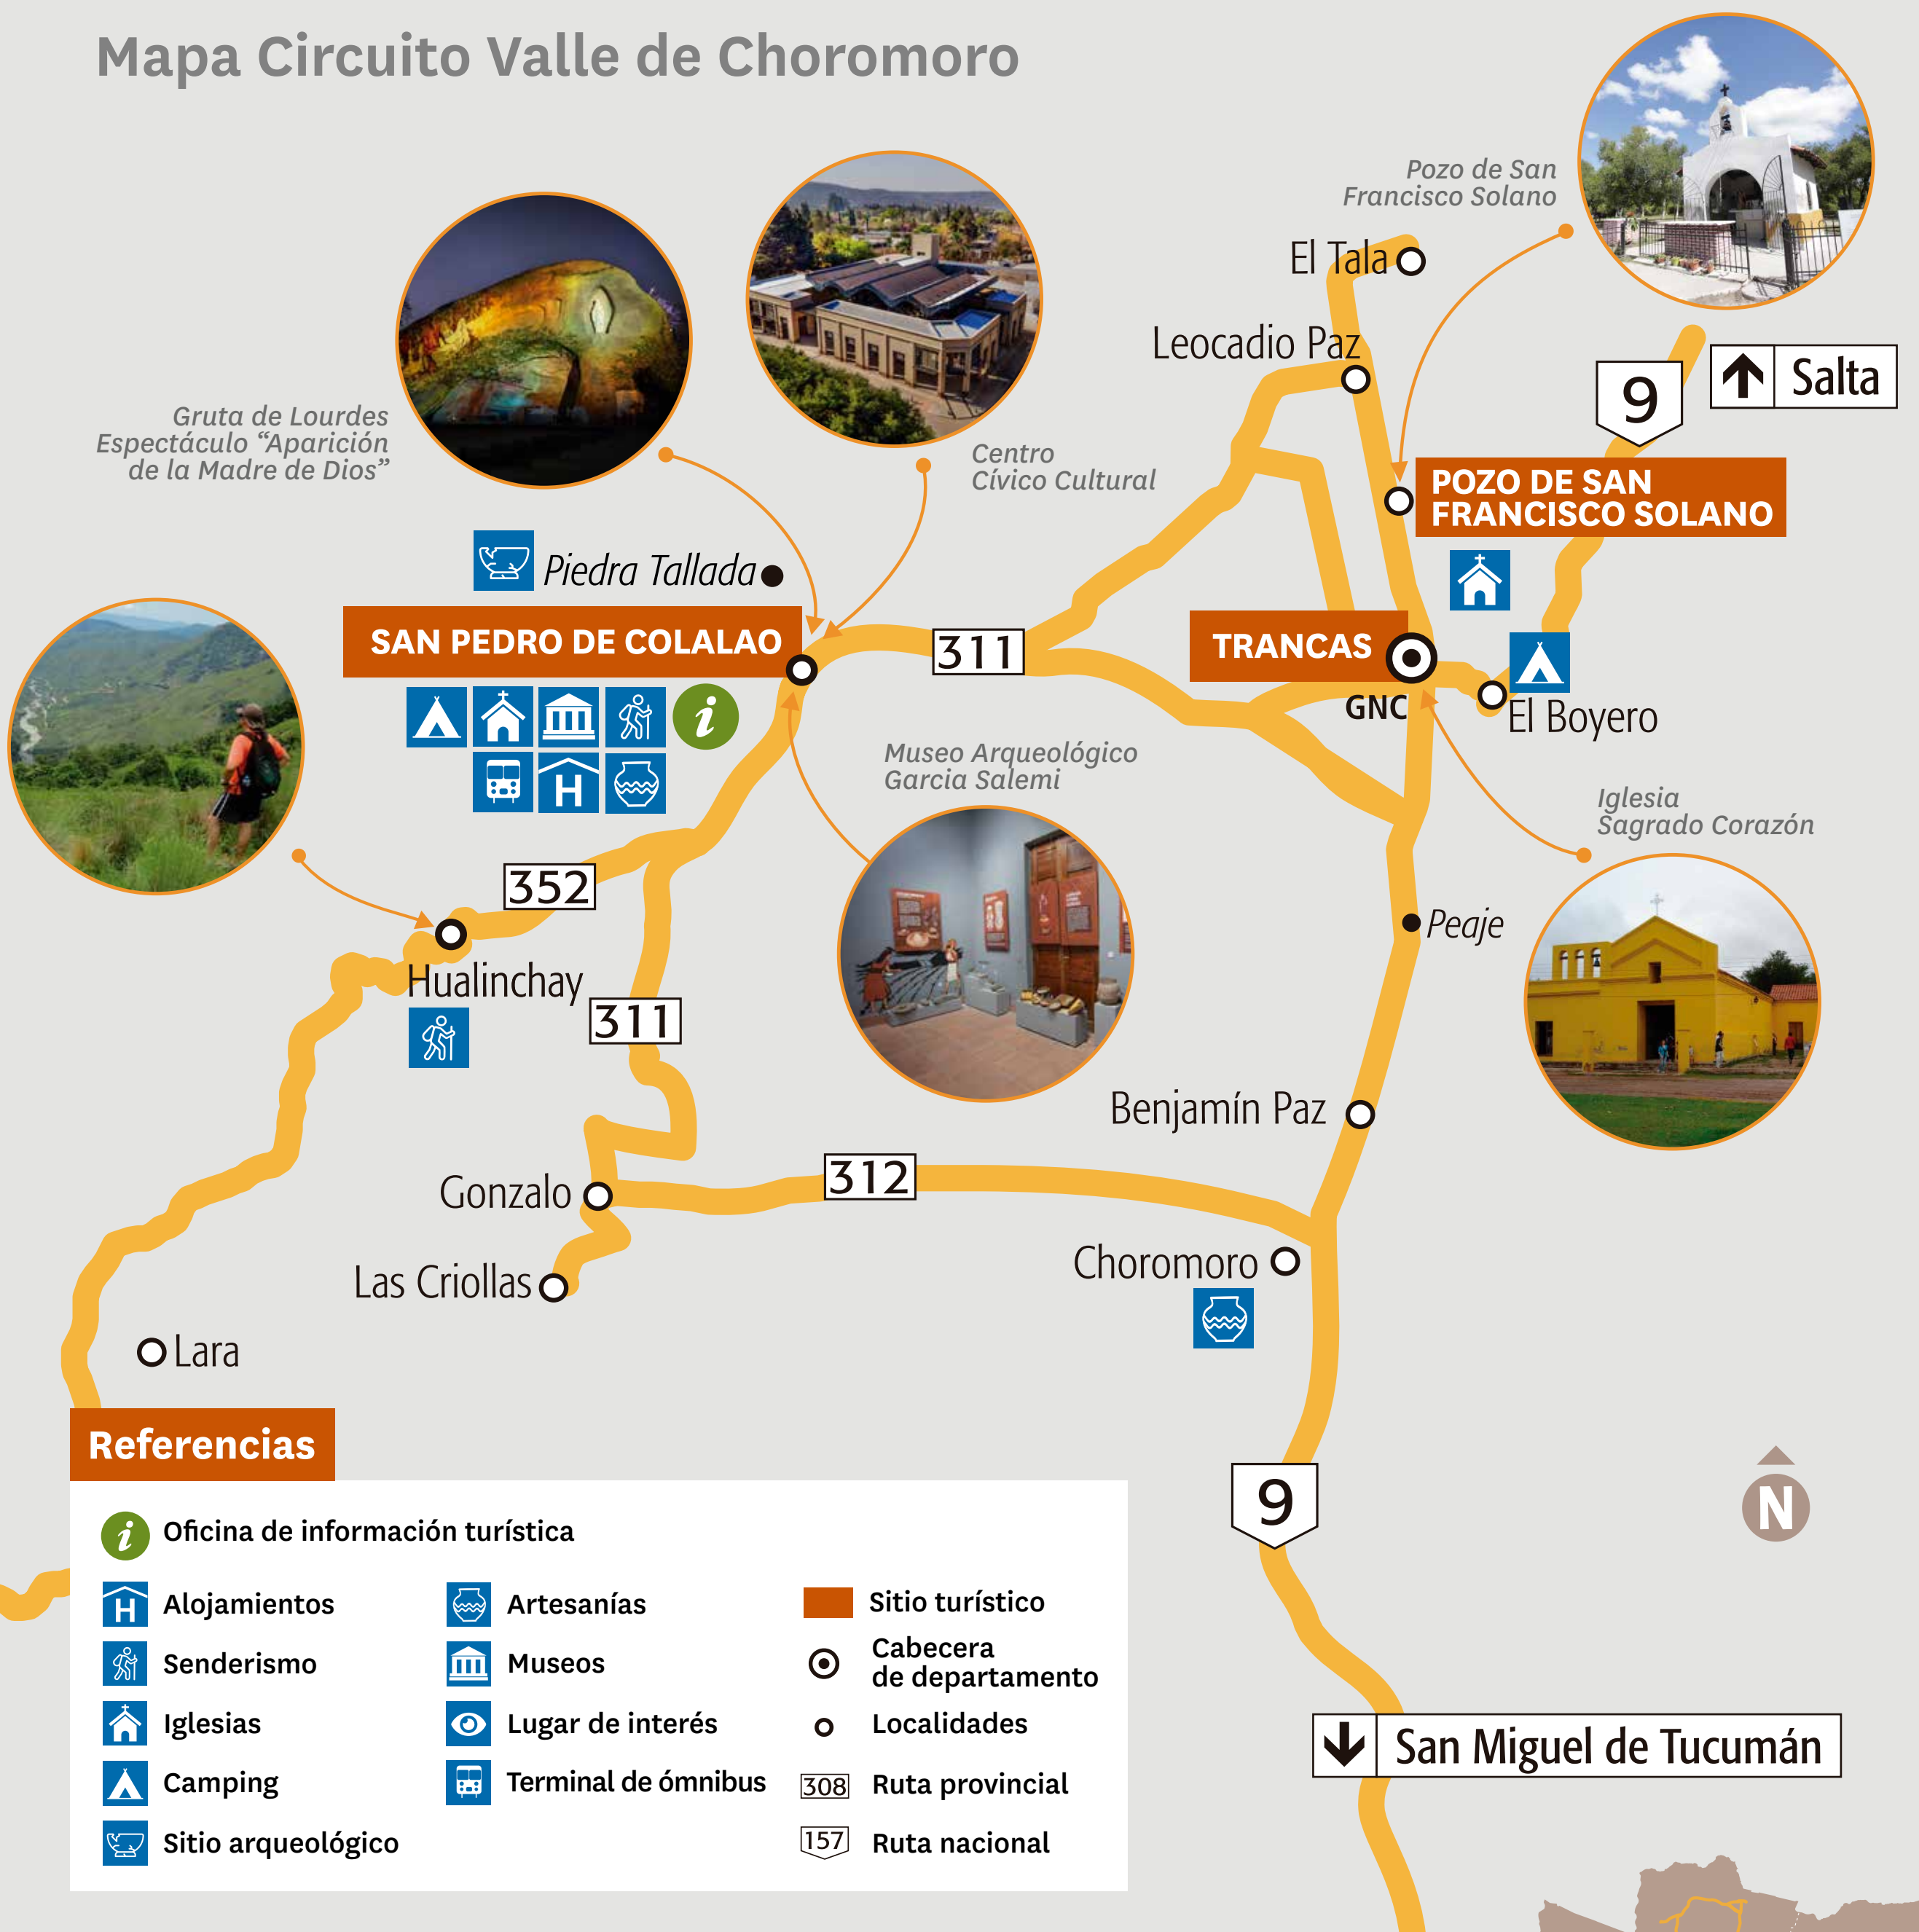 Mapa Circuito Valle de Choromoro
Pozo de San
Francisco Solano
El Tala
Leocadio Paz
9
Salta
Gruta de Lourdes
Espectáculo “Aparición
de la Madre de Dios”
Centro
Cívico Cultural
POZO DE SAN
FRANCISCO SOLANO
Piedra Tallada
SAN PEDRO DE COLALAO
311
TRANCAS
GNC
El Boyero
i
H
Museo Arqueológico
Garcia Salemi
Iglesia
Sagrado Corazón
352
Peaje
Hualinchay
311
Benjamín Paz
Gonzalo
312
Choromoro
Las Criollas
Lara
Referencias
9
N
i Oficina de información turística
H Alojamientos
Senderismo
Iglesias
Camping
Sitio arqueológico
Artesanías
Museos
Lugar de interés
Terminal de ómnibus
Sitio turístico
Cabecera
de departamento
Localidades
308 Ruta provincial
157 Ruta nacional
San Miguel de Tucumán